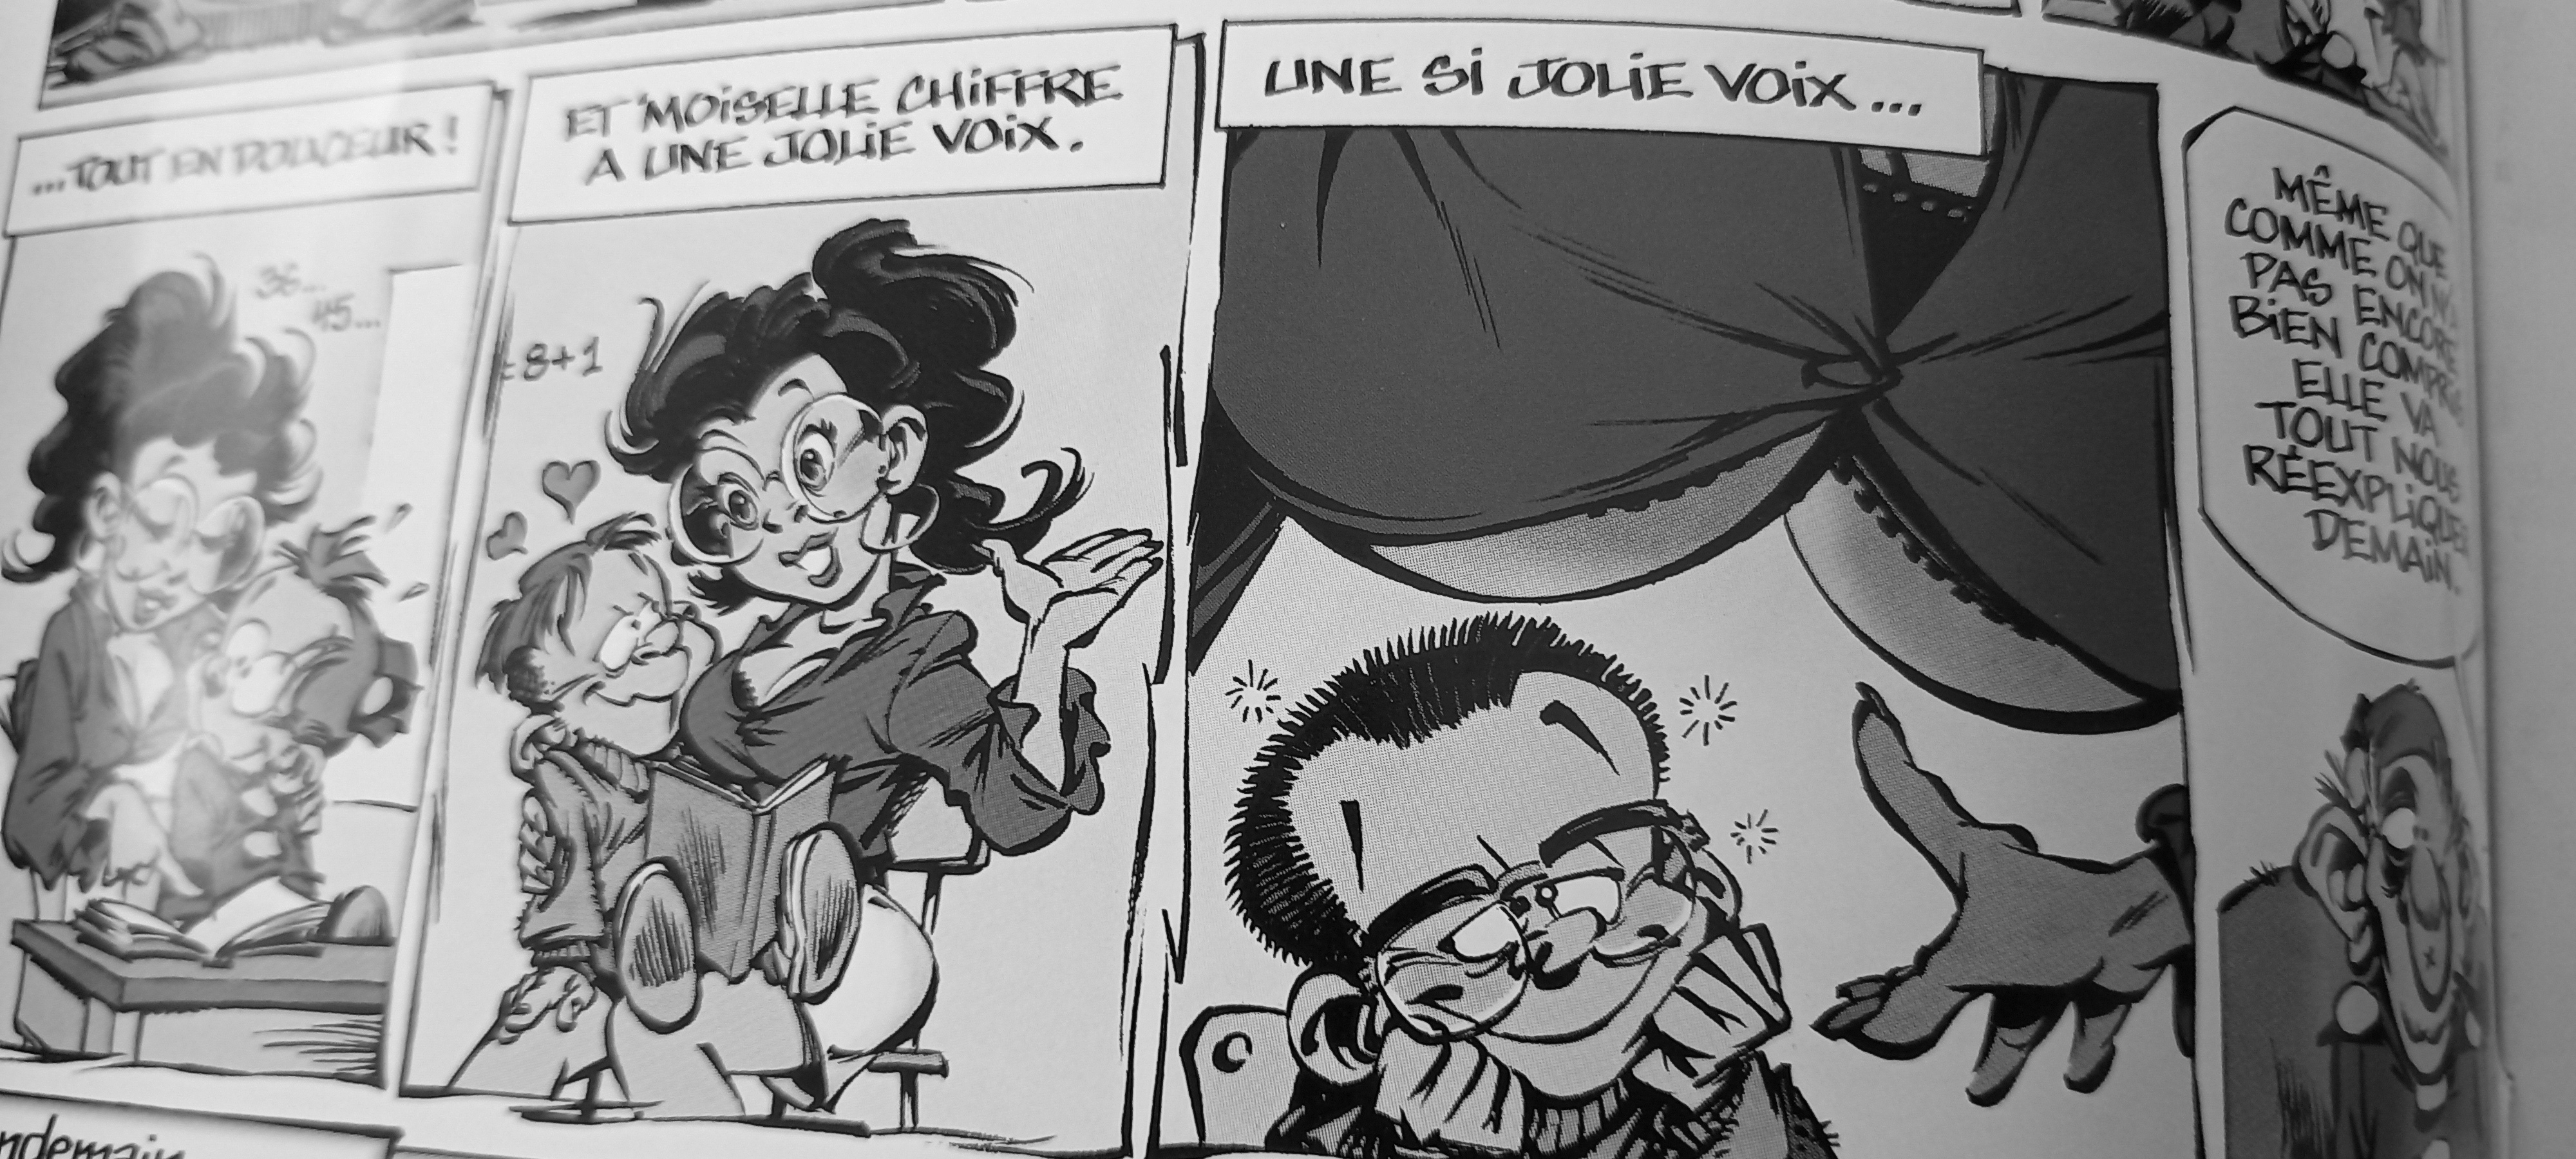 ...TOUT EN DOUCEUR !
36...
45...
ET 'MOISELLE CHIFFRE
A UNE JOLIE VOIX.
8+1
UNE SI JOLIE VOIX...
MÊME QUE
COMME ON N'A
PAS ENCORE
BIEN COMPRIS
ELLE VA
TOUT NOUS
RÉEXPLIQUER
DEMAIN.
ndemain